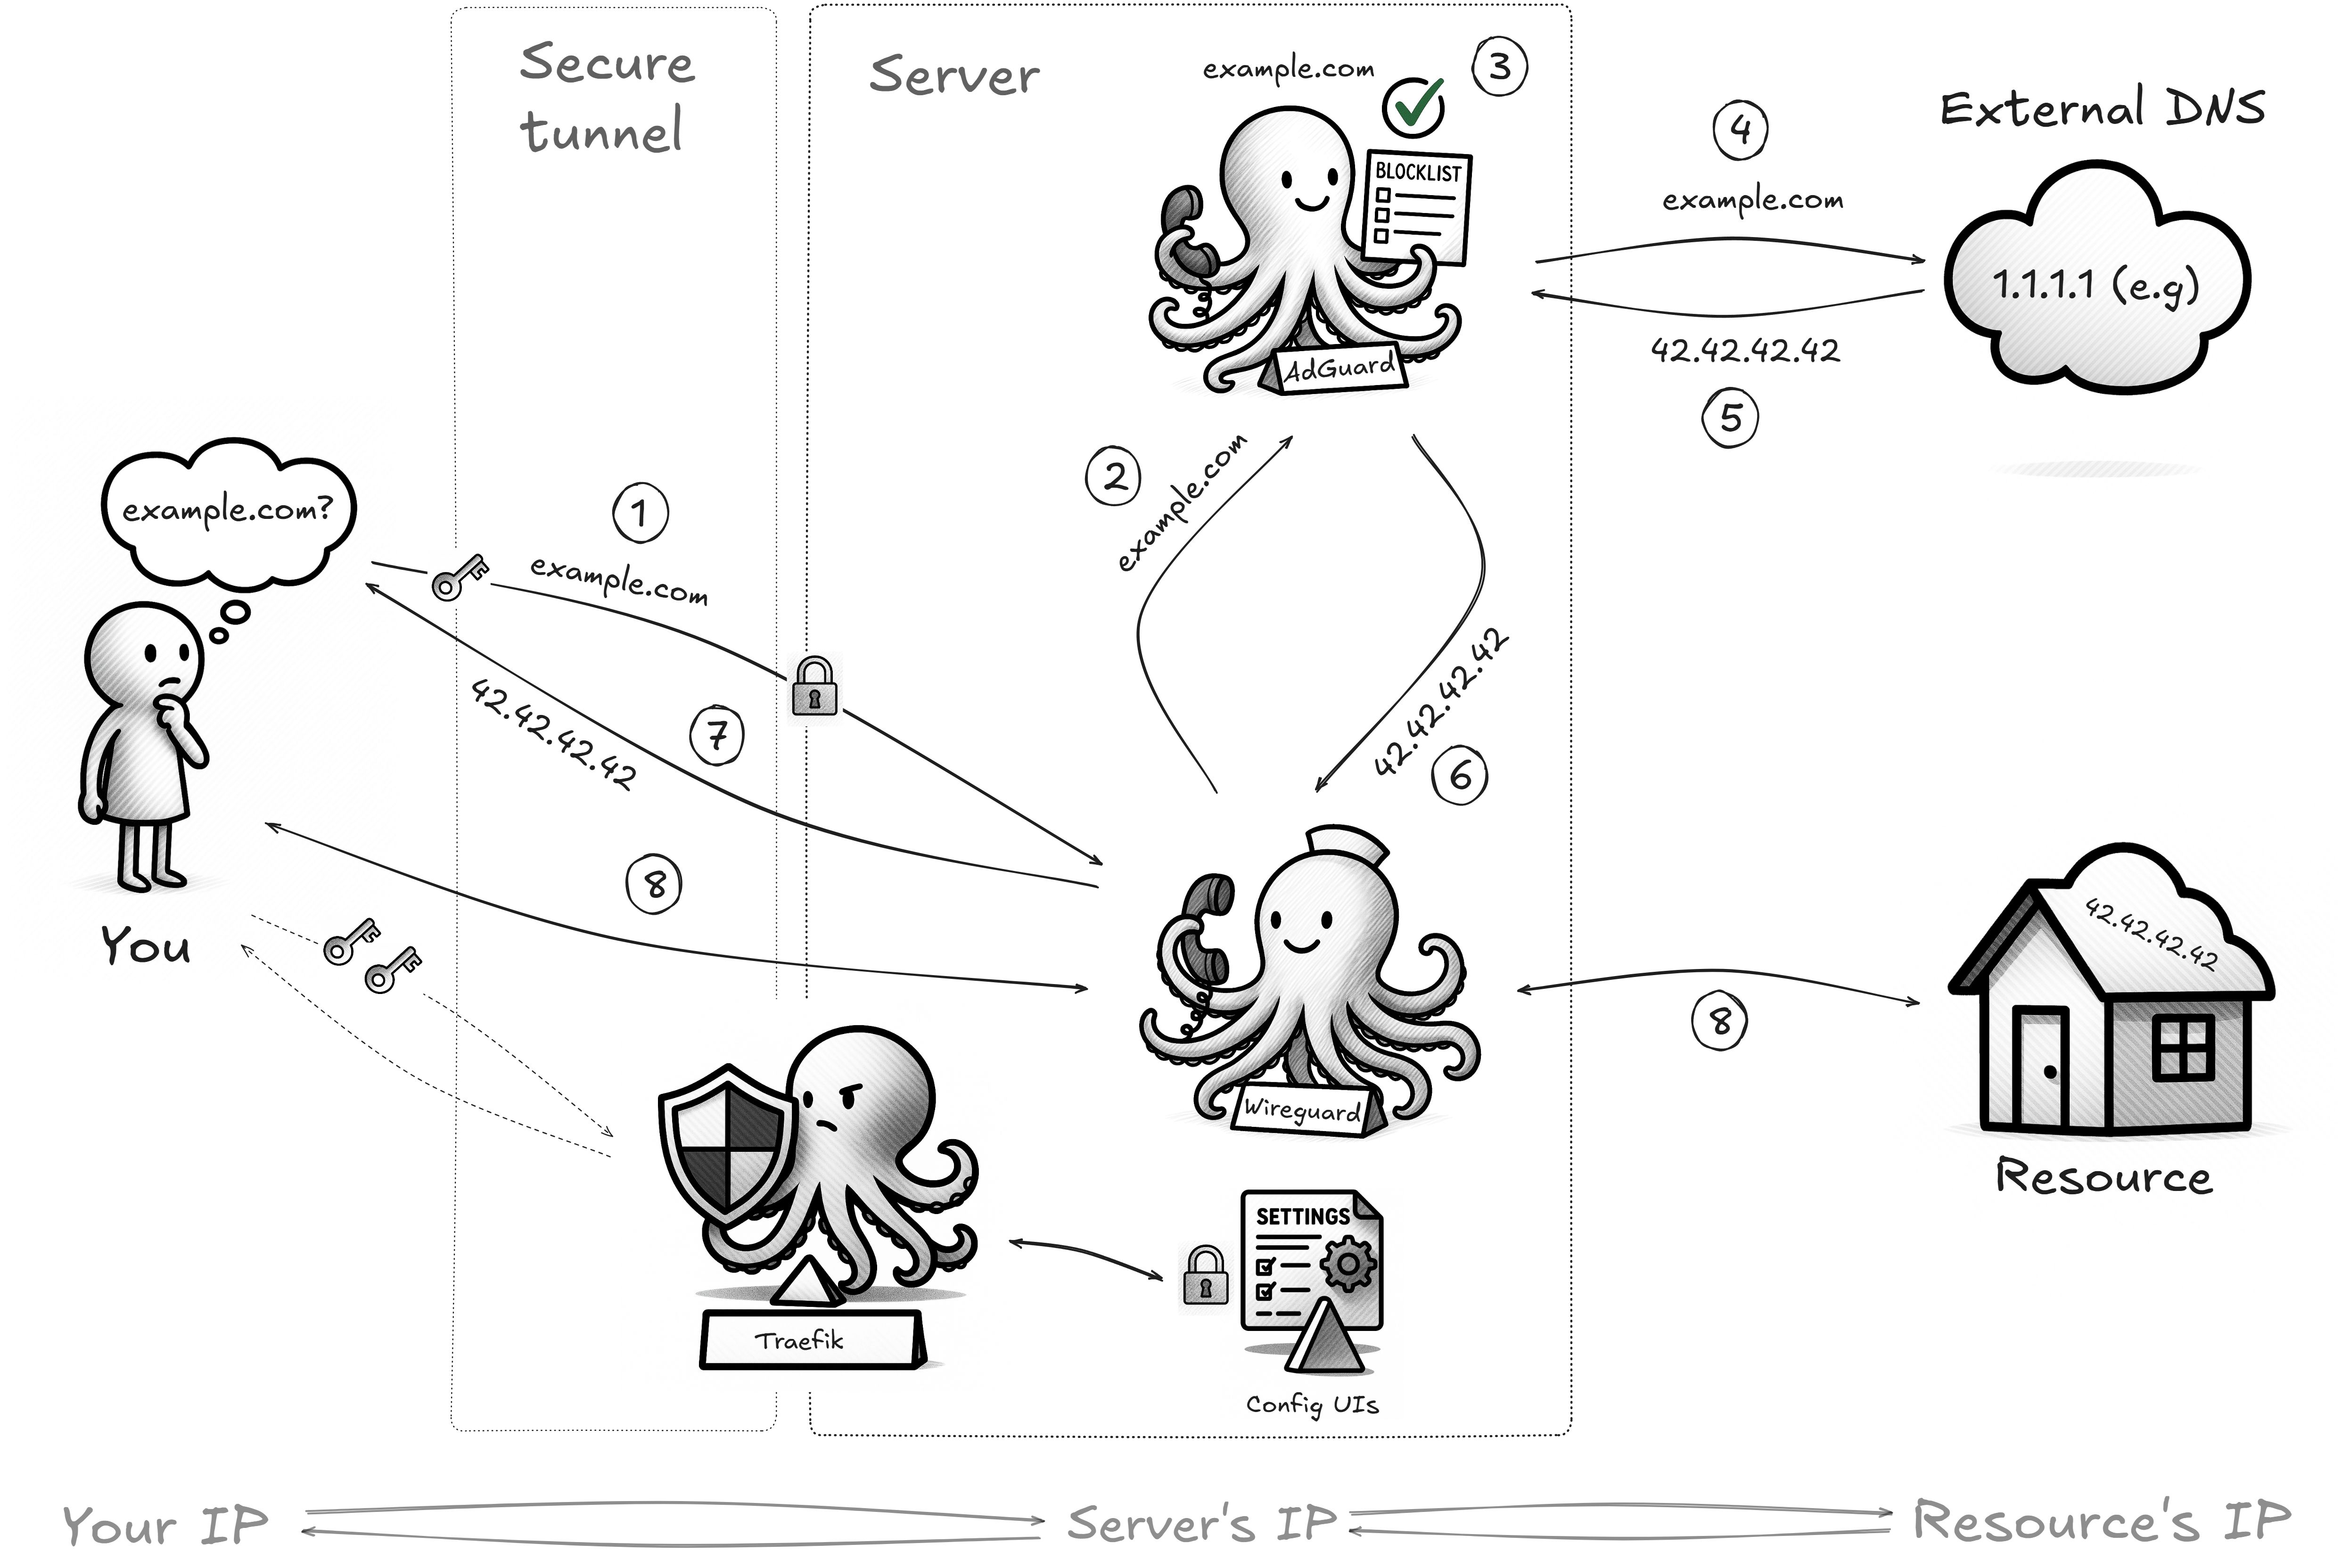 Secure
tunnel
Server
example.com
3
BLOCKLIST
AdGuard
4
example.com
External DNS
1.1.1.1 (e.g)
42.42.42.42
5
example.com?
1
example.com
2
example.com
42.42.42.42
6
42.42.42.42
7
8
You
Wireguard
8
42.42.42.42
Resource
Traefik
SETTINGS
Config UIs
Your IP
Server's IP
Resource's IP